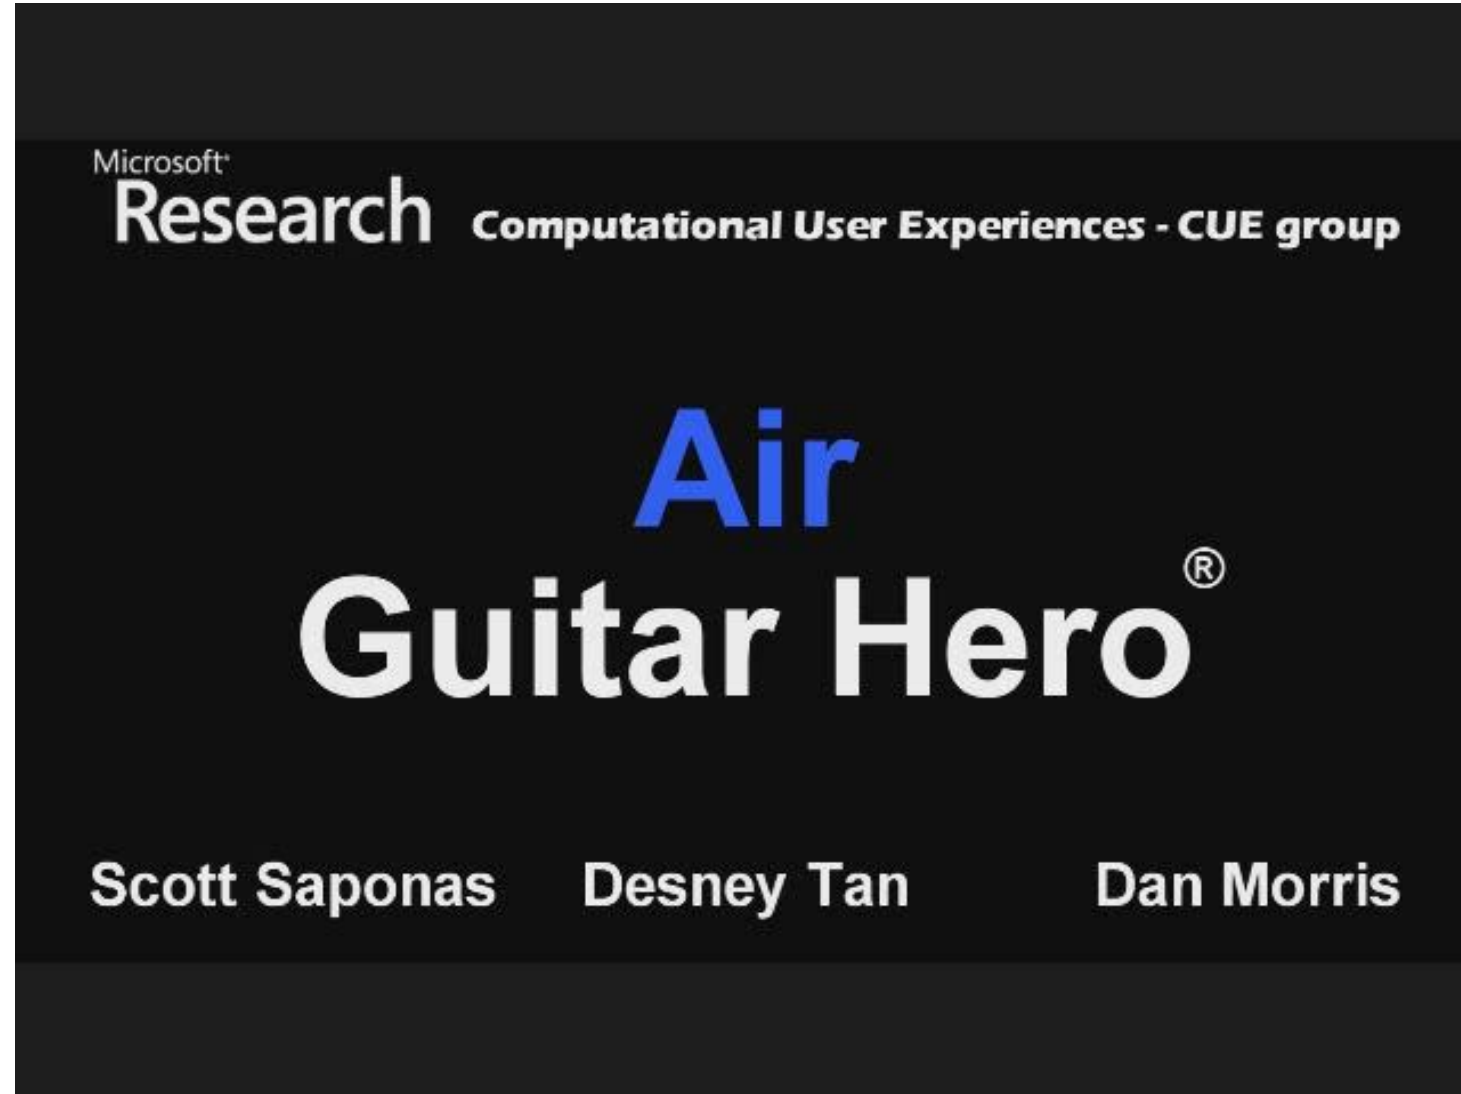 Microsoft®
Research Computational User Experiences - CUE group
Air
Guitar Hero®
Scott Saponas Desney Tan Dan Morris